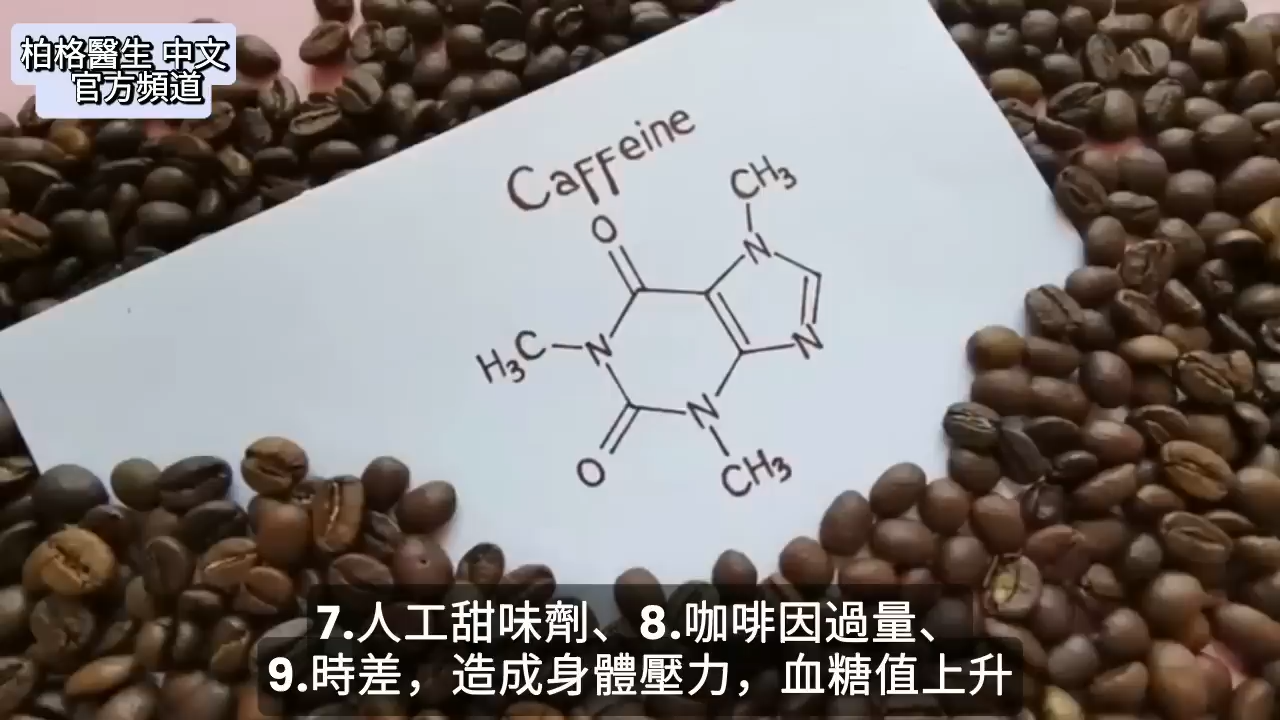 柏格醫生 中文
官方頻道
Caffeine
CH₃
O
N
H₃C
N
N
N
O
CH₃
7.人工甜味劑、8.咖啡因過量、
9.時差，造成身體壓力，血糖值上升